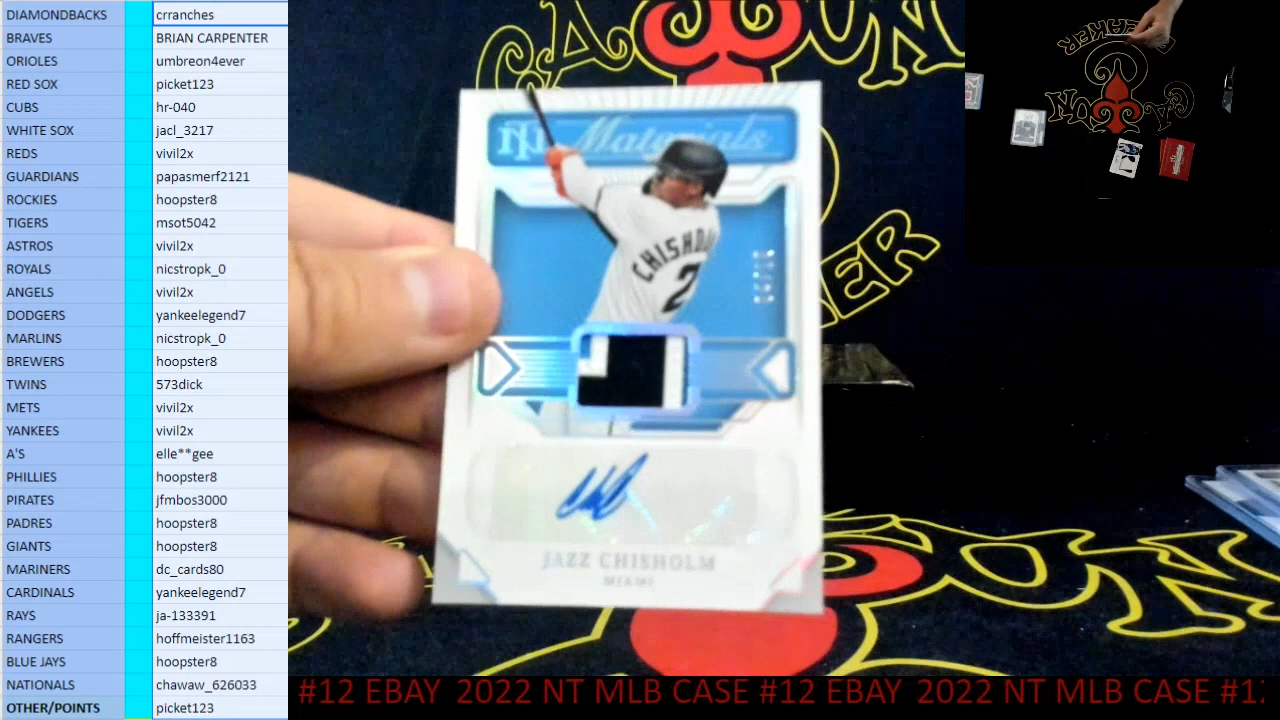 DIAMONDBACKS crranches
BRAVES BRIAN CARPENTER
ORIOLES umbreon4ever
RED SOX picket123
CUBS hr-040
WHITE SOX jacl_3217
REDS vivil2x
GUARDIANS papasmerf2121
ROCKIES hoopster8
TIGERS msot5042
ASTROS vivil2x
ROYALS nicstropk_0
ANGELS vivil2x
DODGERS yankeelegend7
MARLINS nicstropk_0
BREWERS hoopster8
TWINS 573dick
METS vivil2x
YANKEES vivil2x
A'S elle**gee
PHILLIES hoopster8
PIRATES jfmbos3000
PADRES hoopster8
GIANTS hoopster8
MARINERS dc_cards80
CARDINALS yankeelegend7
RAYS ja-133391
RANGERS hoffmeister1163
BLUE JAYS hoopster8
NATIONALS chawaw_626033
OTHER/POINTS picket123
NT Materials
CHISHO
2
JAZZ CHISHOLM
MIAMI
#12 EBAY 2022 NT MLB CASE #12 EBAY 2022 NT MLB CASE #1